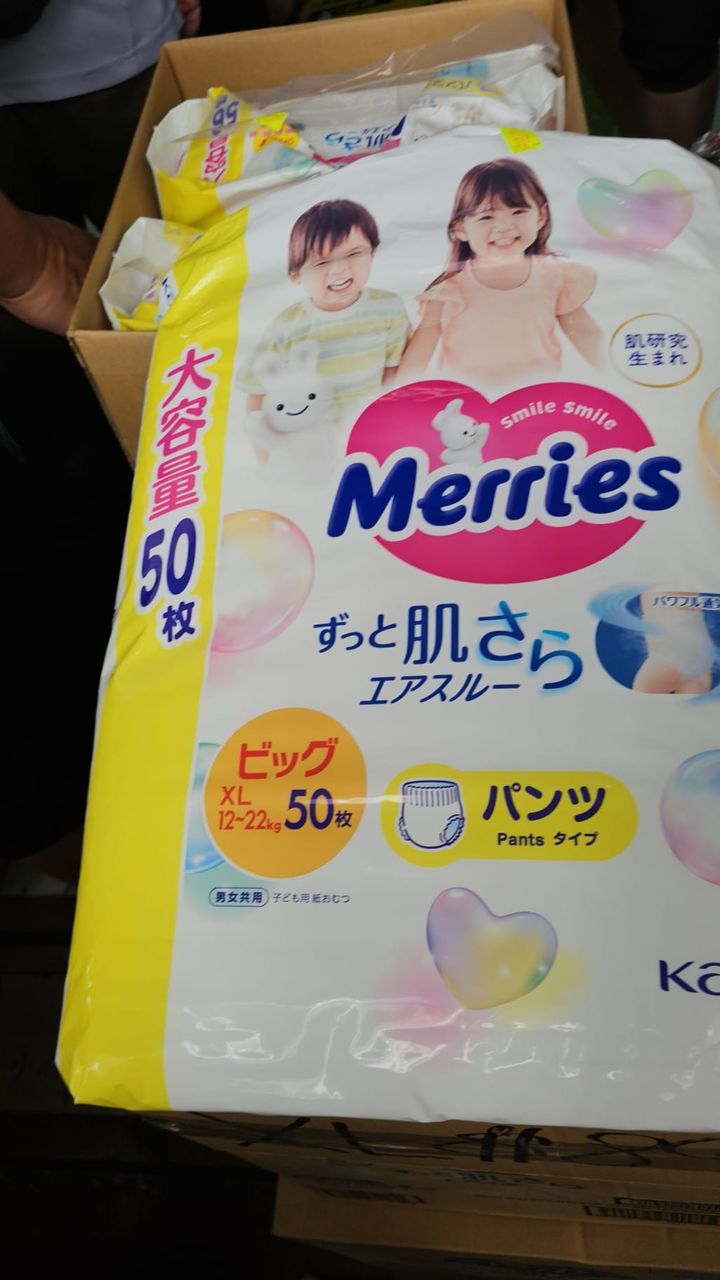 大容量
50
枚
肌研究
生まれ
smile smile
Merries
ずっと肌さら
エアスルー
パワフル通
ビッグ
XL
12~22kg 50枚
パンツ
Pants タイプ
男女共用 子ども用紙おむつ
Ka
XL